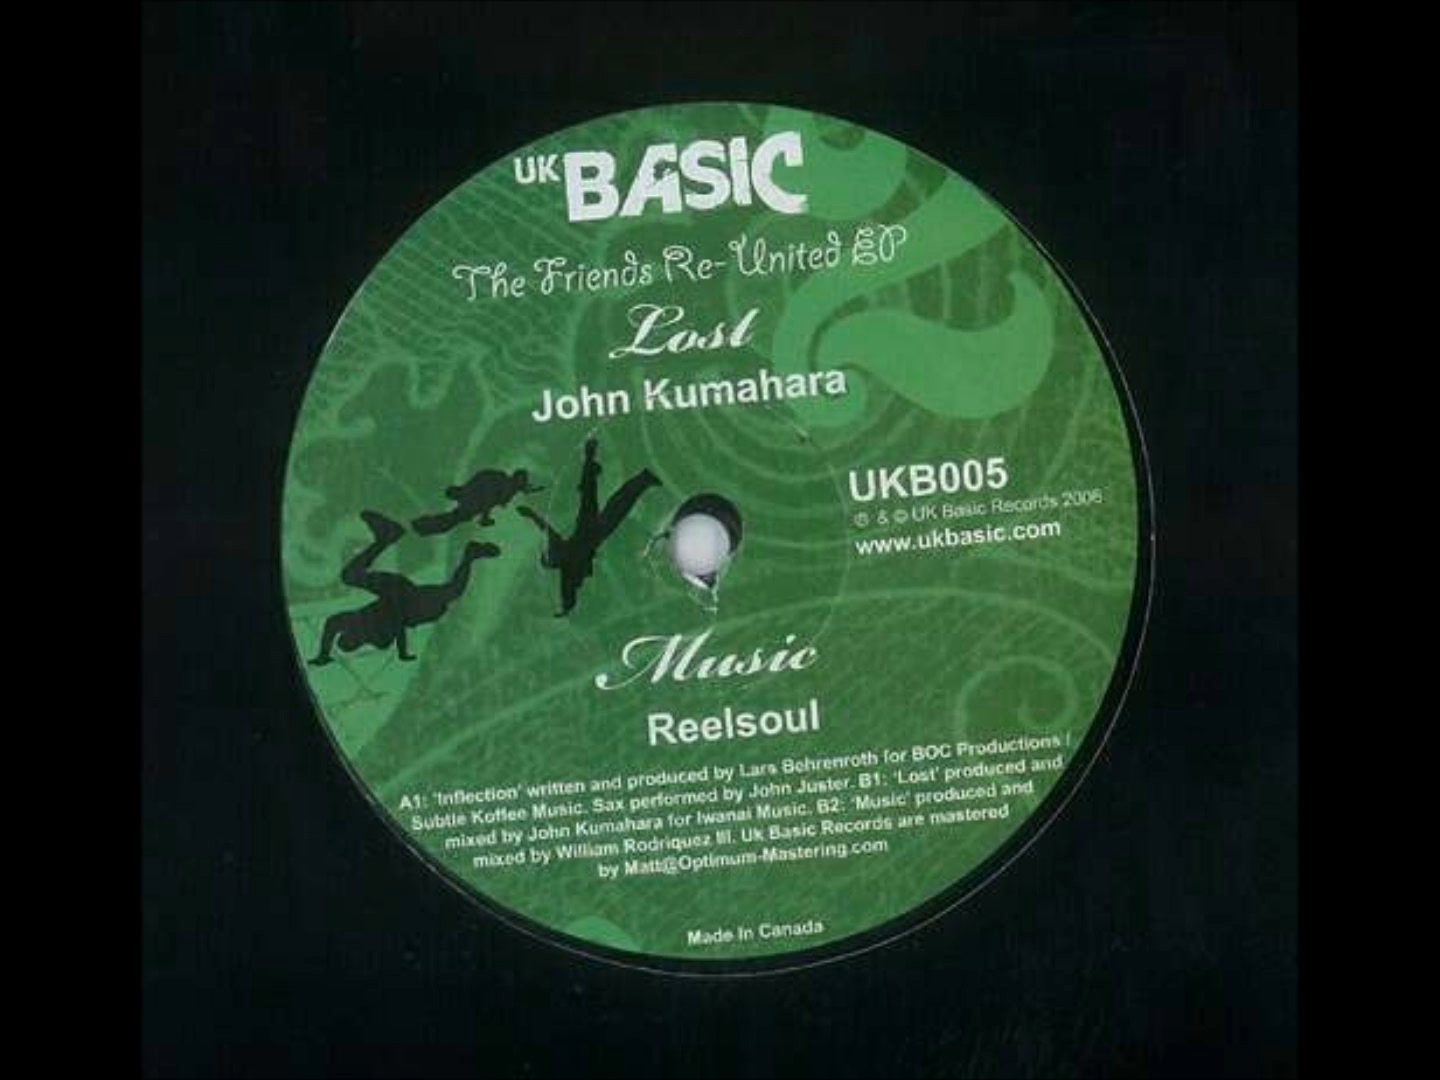 UK BASIC
The Friends Re-United EP
Lost
John Kumahara
UKB005
℗ & © UK Basic Records 2006
www.ukbasic.com
Music
Reelsoul
A1: 'Inflection' written and produced by Lars Behrenroth for BOC Productions /
Subtle Koffee Music. Sax performed by John Juster. B1: 'Lost' produced and
mixed by John Kumahara for Iwanai Music. B2: 'Music' produced and
mixed by William Rodriquez III. Uk Basic Records are mastered
by Matt@Optimum-Mastering.com
Made In Canada